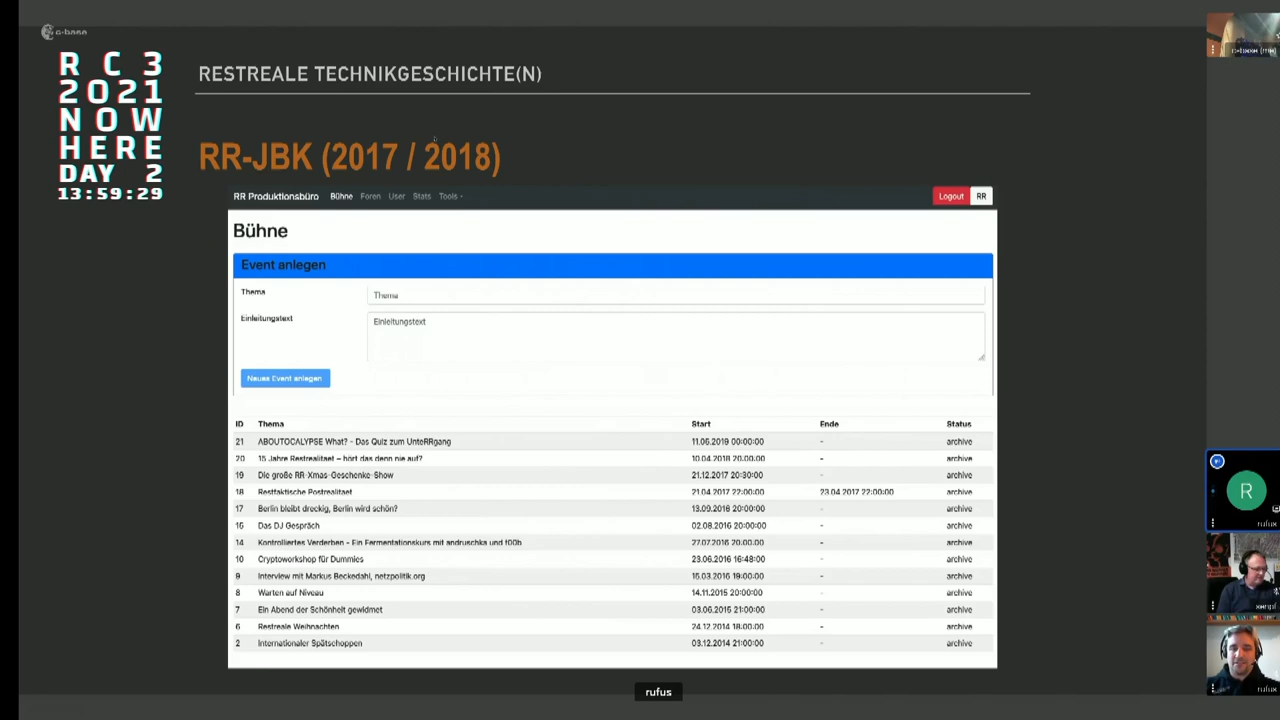 c-base
RC3
2021
NOW
HERE
DAY 2
13:59:29
RESTREALE TECHNIKGESCHICHTE(N)
RR-JBK (2017 / 2018)
RR Produktionsbüro Bühne Foren User Stats Tools Logout RR
Bühne
Event anlegen
Thema Thema
Einleitungstext Einleitungstext
Neues Event anlegen
ID Thema Start Ende Status
21 ABOUTOCALYPSE What? - Das Quiz zum UnteRRgang 11.06.2019 00:00:00 - archive
20 15 Jahre Restrealitaet – hört das denn nie auf? 10.04.2018 20:00:00 - archive
19 Die große RR-Xmas-Geschenke-Show 21.12.2017 20:30:00 - archive
18 Restfaktische Postrealitaet 21.04.2017 22:00:00 23.04.2017 22:00:00 archive
17 Berlin bleibt dreckig, Berlin wird schön? 13.09.2016 20:00:00 - archive
15 Das DJ Gespräch 02.08.2016 20:00:00 - archive
14 Kontrolliertes Verderben - Ein Fermentationskurs mit andruschka und t00b 27.07.2016 20:00:00 - archive
10 Cryptoworkshop für Dummies 23.06.2016 16:48:00 - archive
9 Interview mit Markus Beckedahl, netzpolitik.org 15.03.2016 19:00:00 - archive
8 Warten auf Niveau 14.11.2015 20:00:00 - archive
7 Ein Abend der Schönheit gewidmet 03.06.2015 21:00:00 - archive
6 Restreale Weihnachten 24.12.2014 18:00:00 - archive
2 Internationaler Spätschoppen 03.12.2014 21:00:00 - archive
rufus
c-base (me)
R
rufus
xenpi
rufus